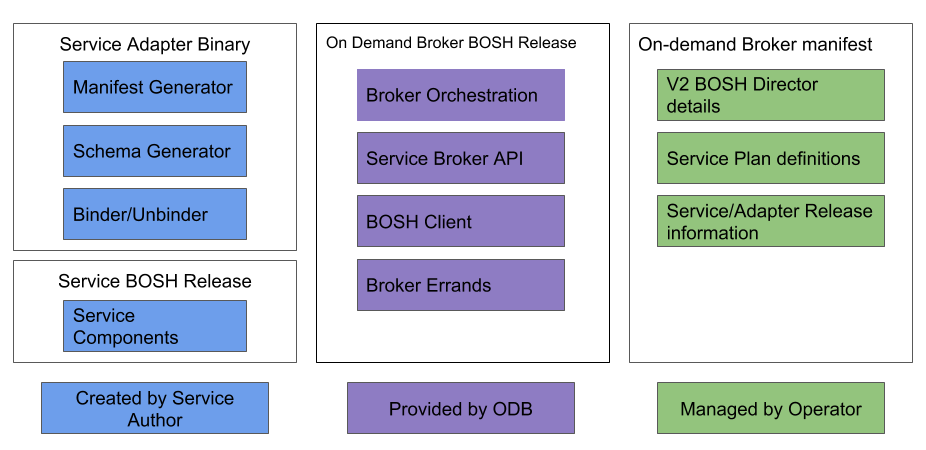 Service Adapter Binary
Manifest Generator
Schema Generator
Binder/Unbinder
Service BOSH Release
Service
Components
Created by Service
Author
On Demand Broker BOSH Release
Broker Orchestration
Service Broker API
BOSH Client
Broker Errands
Provided by ODB
On-demand Broker manifest
V2 BOSH Director
details
Service Plan definitions
Service/Adapter Release
information
Managed by Operator